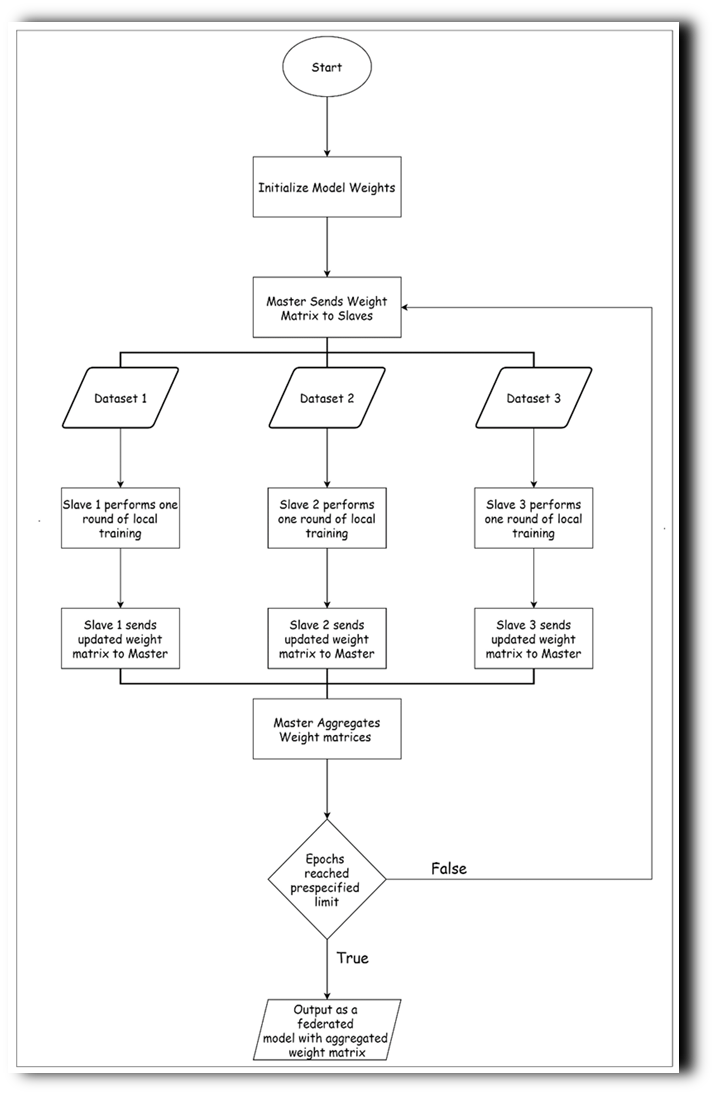 Start
Initialize Model Weights
Master Sends Weight
Matrix to Slaves
Dataset 1
Dataset 2
Dataset 3
Slave 1 performs one
round of local
training
Slave 2 performs
one round of local
training
Slave 3 performs
one round of local
training
Slave 1 sends
updated weight
matrix to Master
Slave 2 sends
updated weight
matrix to Master
Slave 3 sends
updated weight
matrix to Master
Master Aggregates
Weight matrices
Epochs
reached
prespecified
limit
False
True
Output as a
federated
model with aggregated
weight matrix